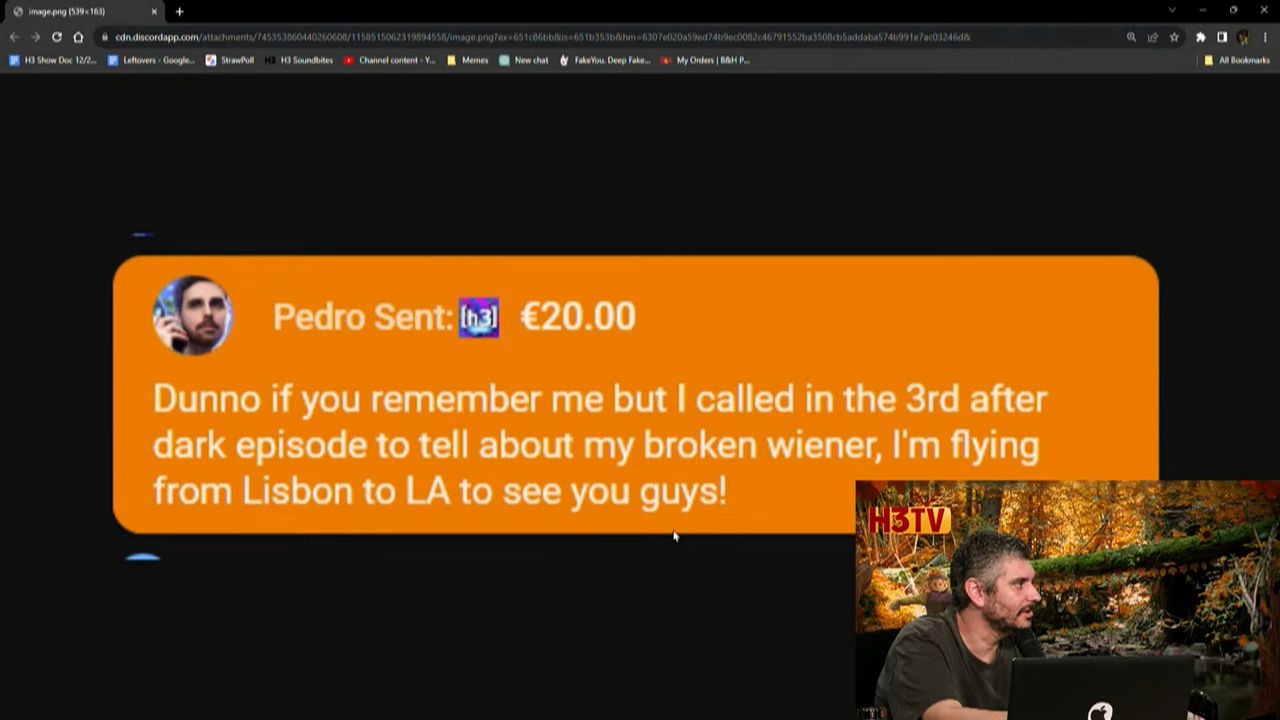 image.png (539×163)
cdn.discordapp.com/attachments/745353860440260608/1158515062319894558/image.png?ex=651c86bb&is=651b353b&hm=6307e020a59ed74b9ec0082c46791552ba3508cb5addaba574b991e7ac03246d&
H3 Show Doc 12/2... Leftovers - Google... StrawPoll H3 H3 Soundbites Channel content - Y... Memes New chat FakeYou. Deep Fake... My Orders | B&H P... All Bookmarks
Pedro Sent: [h3] €20.00
Dunno if you remember me but I called in the 3rd after
dark episode to tell about my broken wiener, I'm flying
from Lisbon to LA to see you guys!
H3TV